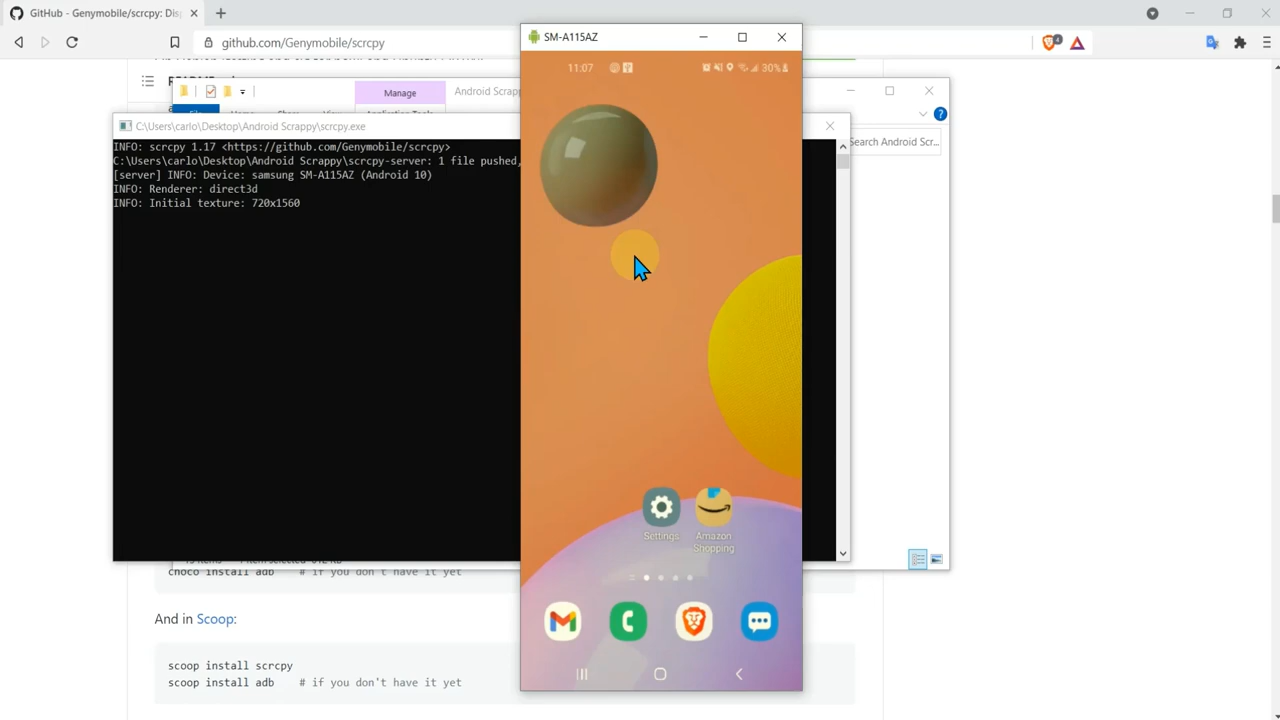 GitHub - Genymobile/scrcpy: Disp
github.com/Genymobile/scrcpy
Manage
Android Scrapp
Search Android Scr...
C:\Users\carlo\Desktop\Android Scrappy\scrcpy.exe
INFO: scrcpy 1.17 <https://github.com/Genymobile/scrcpy>
C:\Users\carlo\Desktop\Android Scrappy\scrcpy-server: 1 file pushed,
[server] INFO: Device: samsung SM-A115AZ (Android 10)
INFO: Renderer: direct3d
INFO: Initial texture: 720x1560
SM-A115AZ
11:07
30%
Settings
Amazon
Shopping
choco install adb # if you don't have it yet
And in Scoop:
scoop install scrcpy
scoop install adb # if you don't have it yet